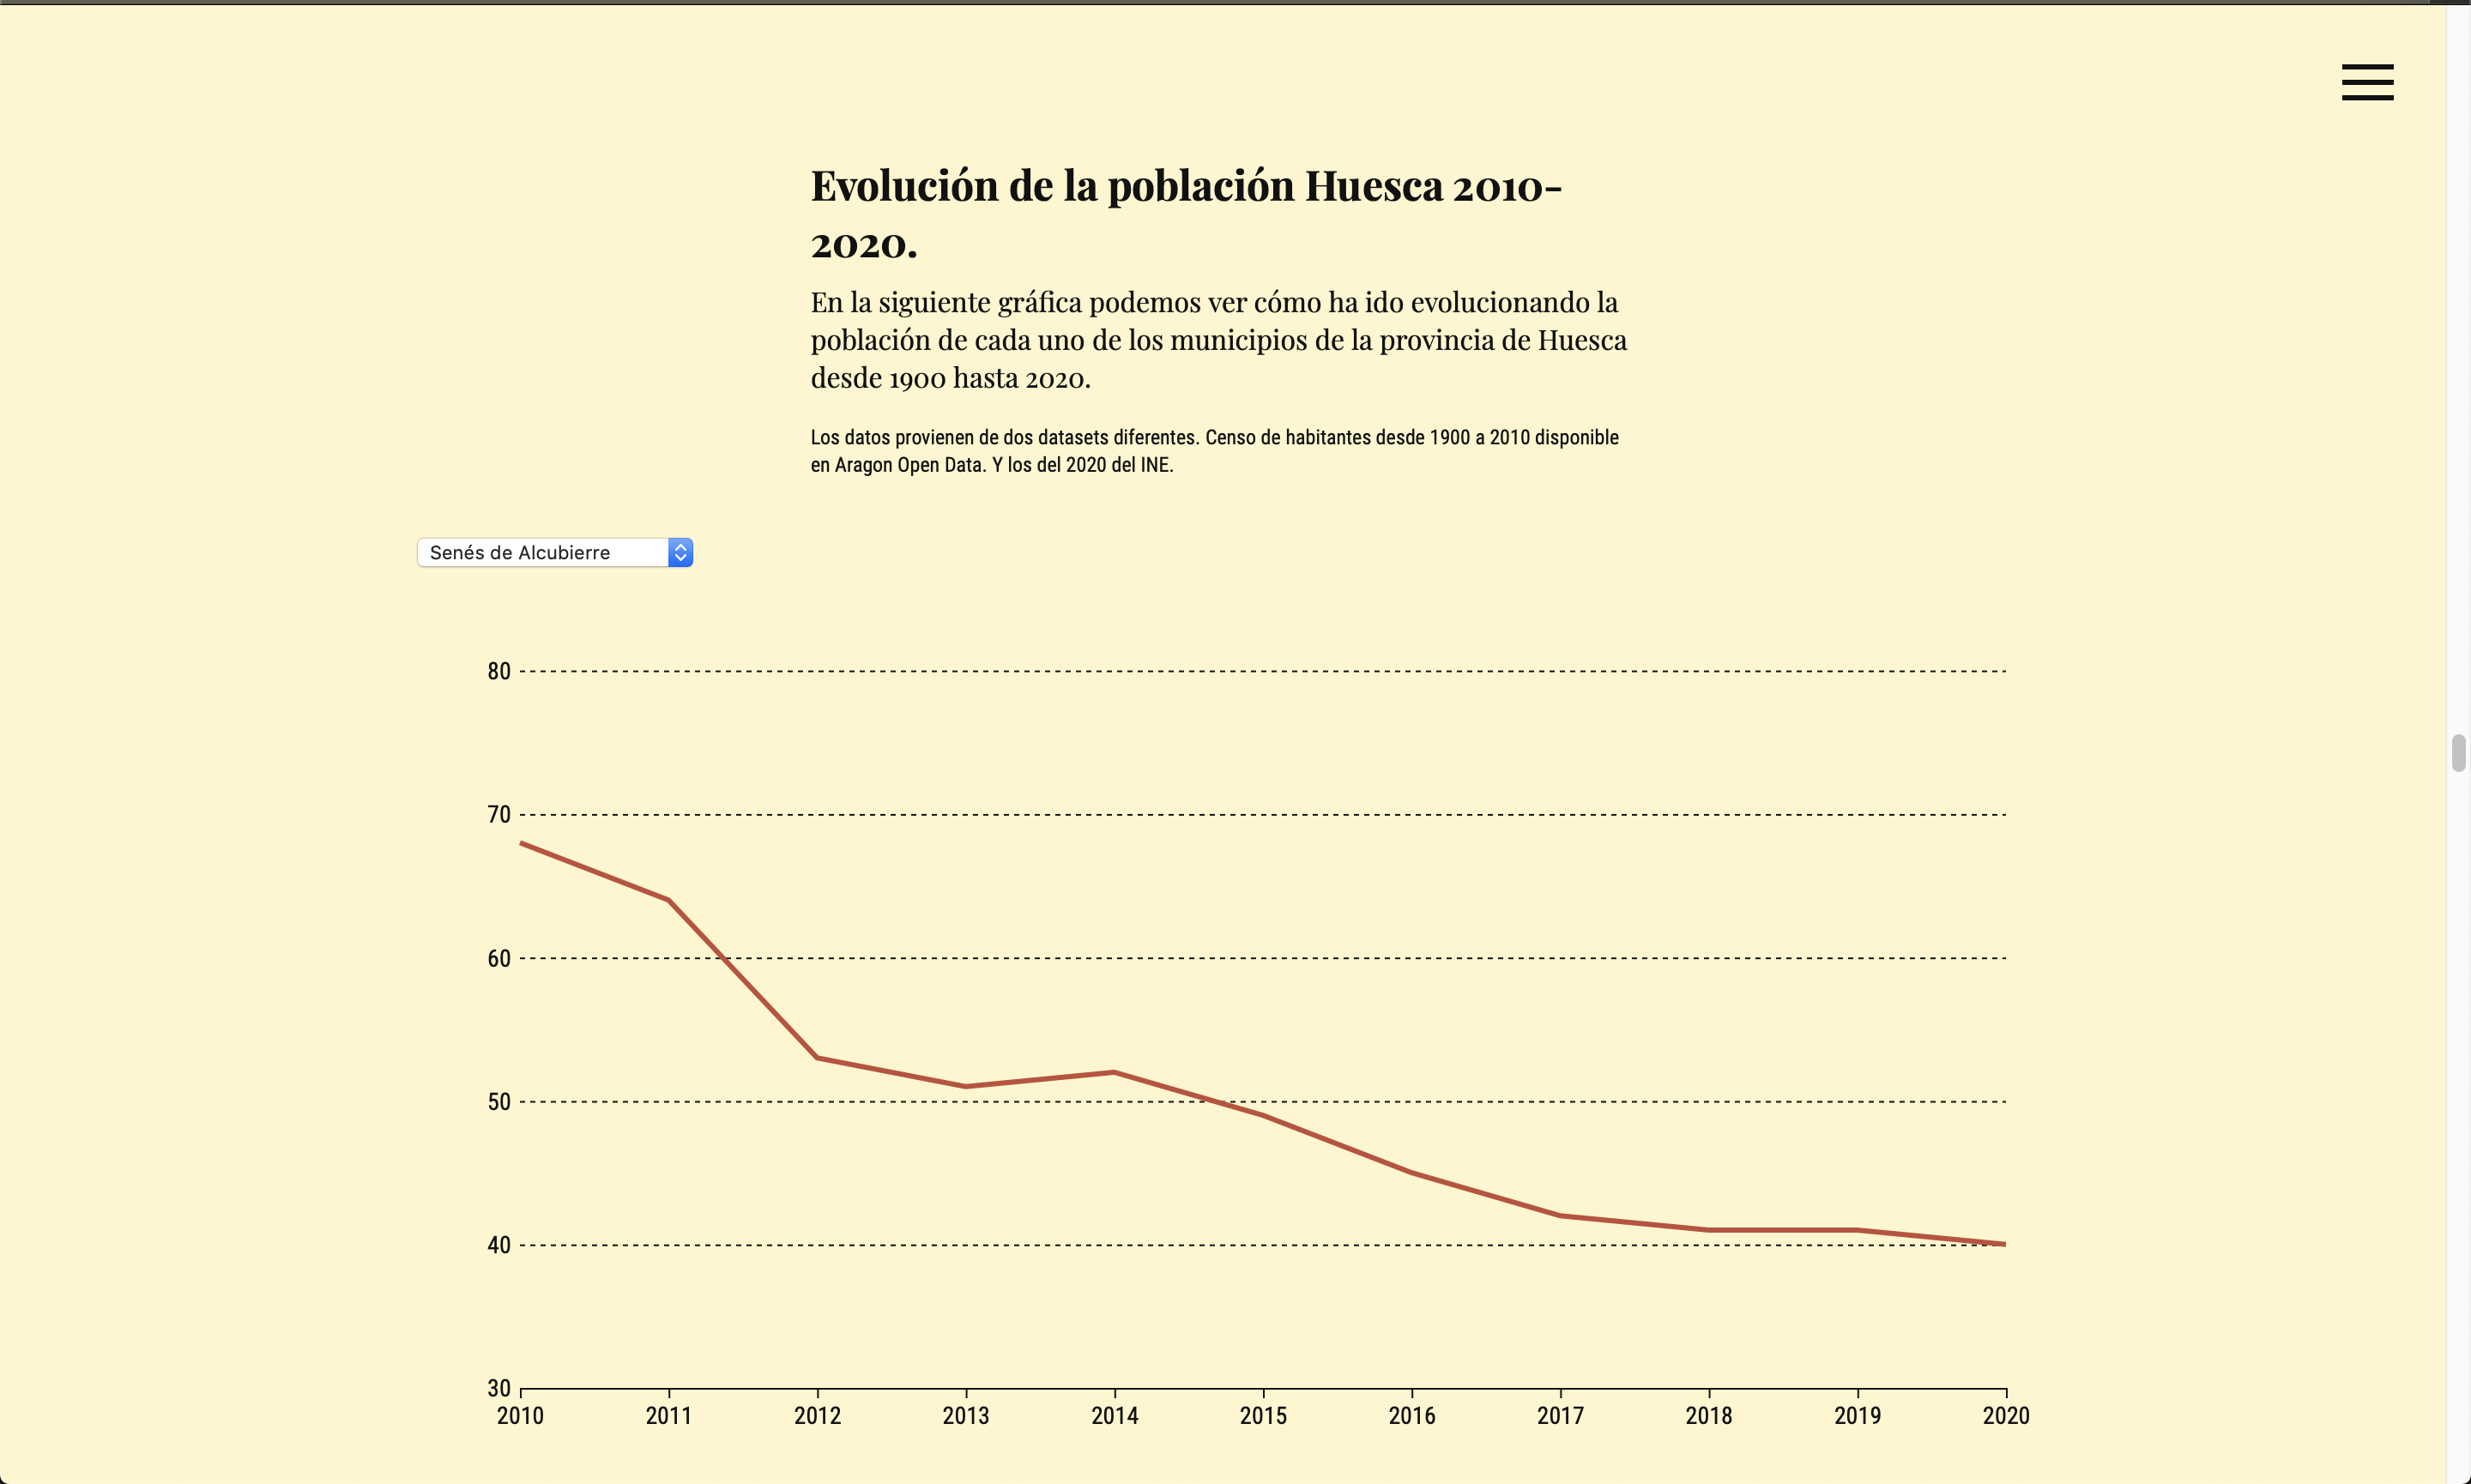 Evolución de la población Huesca 2010-
2020.
En la siguiente gráfica podemos ver cómo ha ido evolucionando la
población de cada uno de los municipios de la provincia de Huesca
desde 1900 hasta 2020.
Los datos provienen de dos datasets diferentes. Censo de habitantes desde 1900 a 2010 disponible
en Aragon Open Data. Y los del 2020 del INE.
Senés de Alcubierre
80
70
60
50
40
30
2010 2011 2012 2013 2014 2015 2016 2017 2018 2019 2020